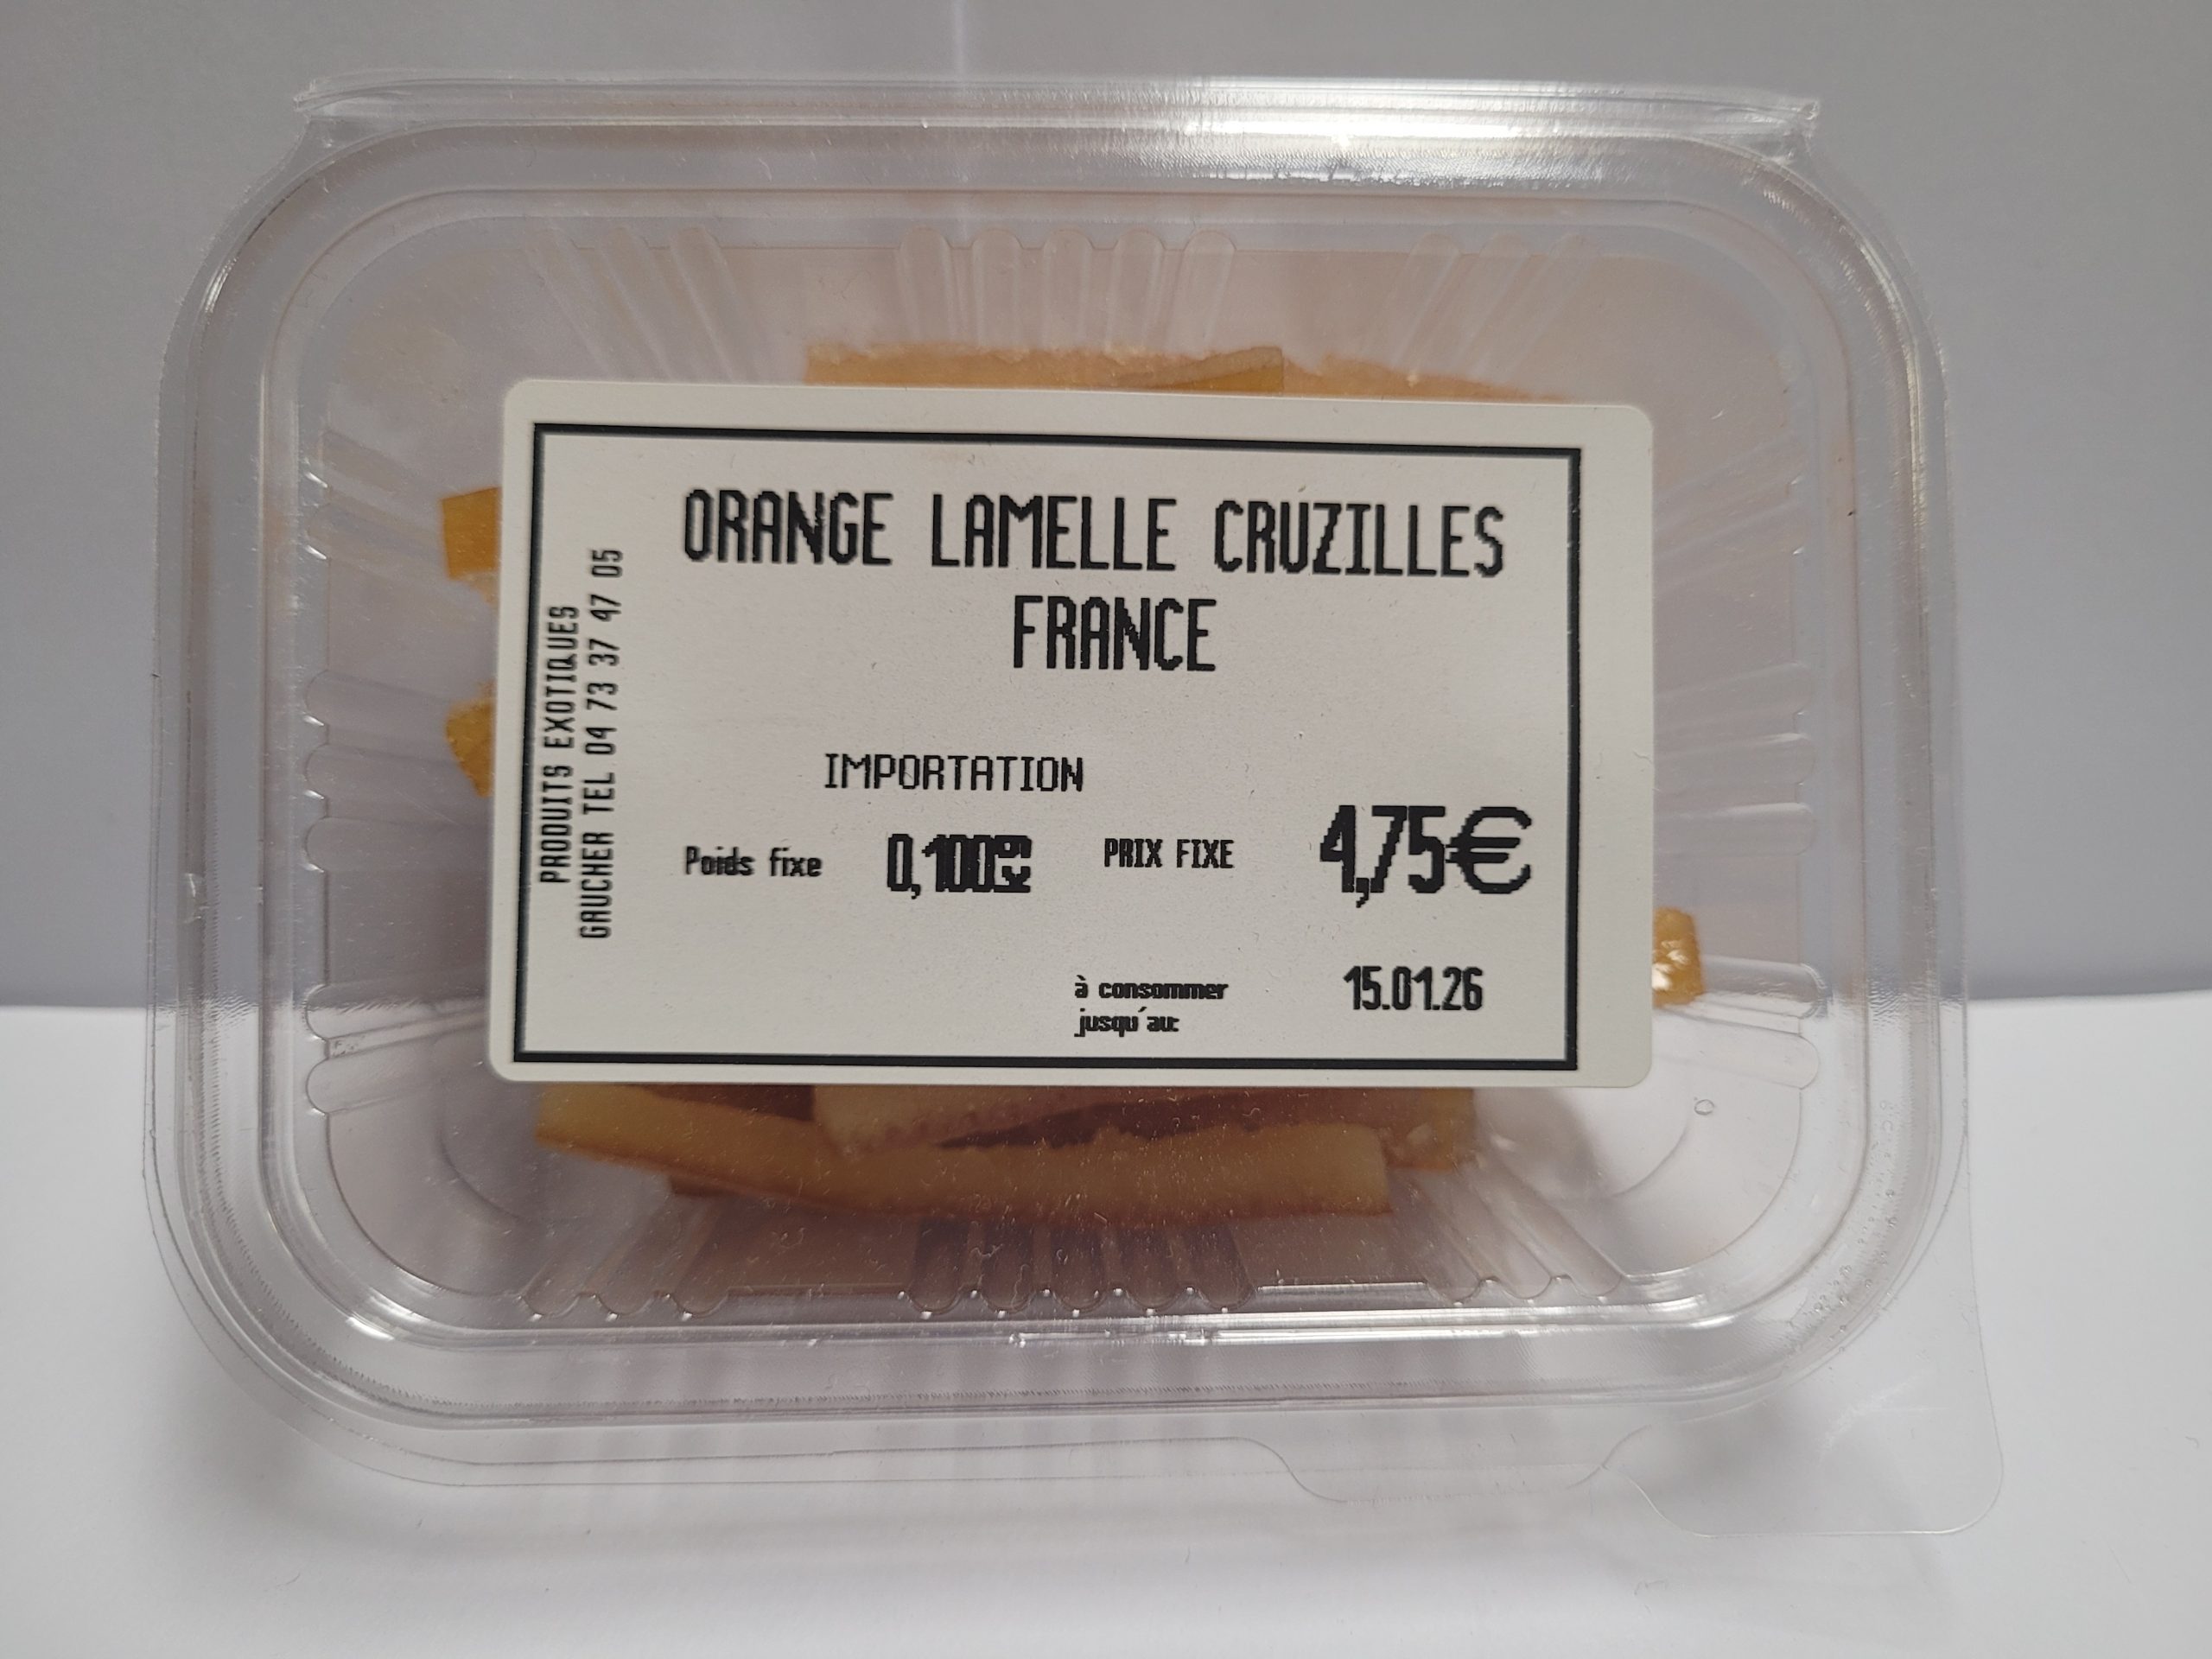 ORANGE LAMELLE CRUZILLES
FRANCE
PRODUITS EXOTIQUES
GAUCHER TEL 04 73 37 47 05
IMPORTATION
Poids fixe 0,100kg PRIX FIXE 4,75€
à consommer 15.01.26
jusqu'au: